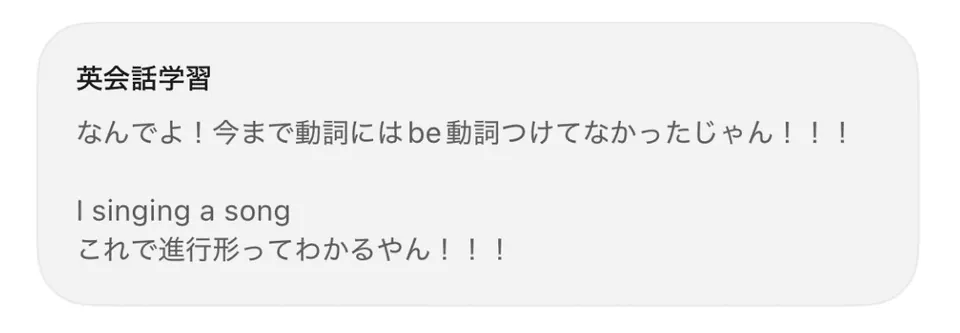 英会話学習
なんでよ！今まで動詞にはbe動詞つけてなかったじゃん！！！
I singing a song
これで進行形ってわかるやん！！！